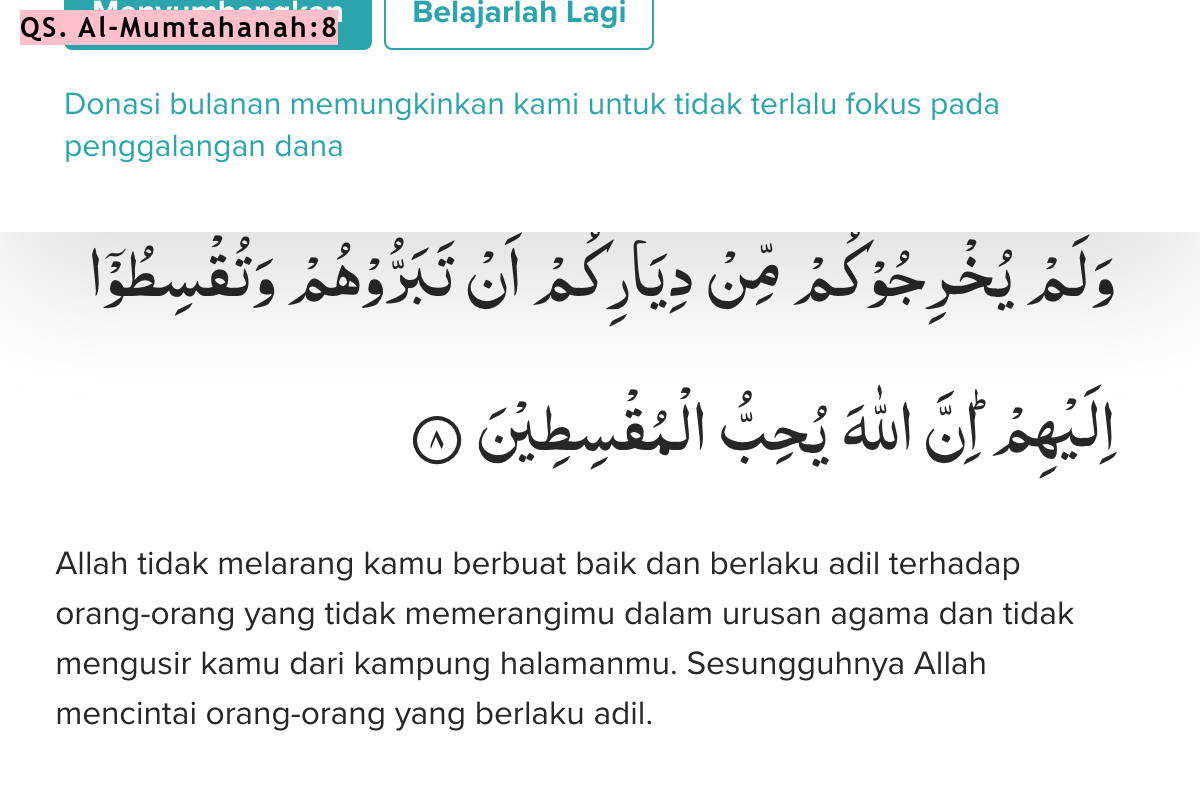 Menyumbangkan
Belajarlah Lagi
QS. Al-Mumtahanah:8
Donasi bulanan memungkinkan kami untuk tidak terlalu fokus pada
penggalangan dana
وَلَمْ يُخْرِجُوْكُمْ مِّنْ دِيَارِكُمْ اَنْ تَبَرُّوْهُمْ وَتُقْسِطُوْٓا
اِلَيْهِمْۗ اِنَّ اللّٰهَ يُحِبُّ الْمُقْسِطِيْنَ ٨
Allah tidak melarang kamu berbuat baik dan berlaku adil terhadap
orang-orang yang tidak memerangimu dalam urusan agama dan tidak
mengusir kamu dari kampung halamanmu. Sesungguhnya Allah
mencintai orang-orang yang berlaku adil.